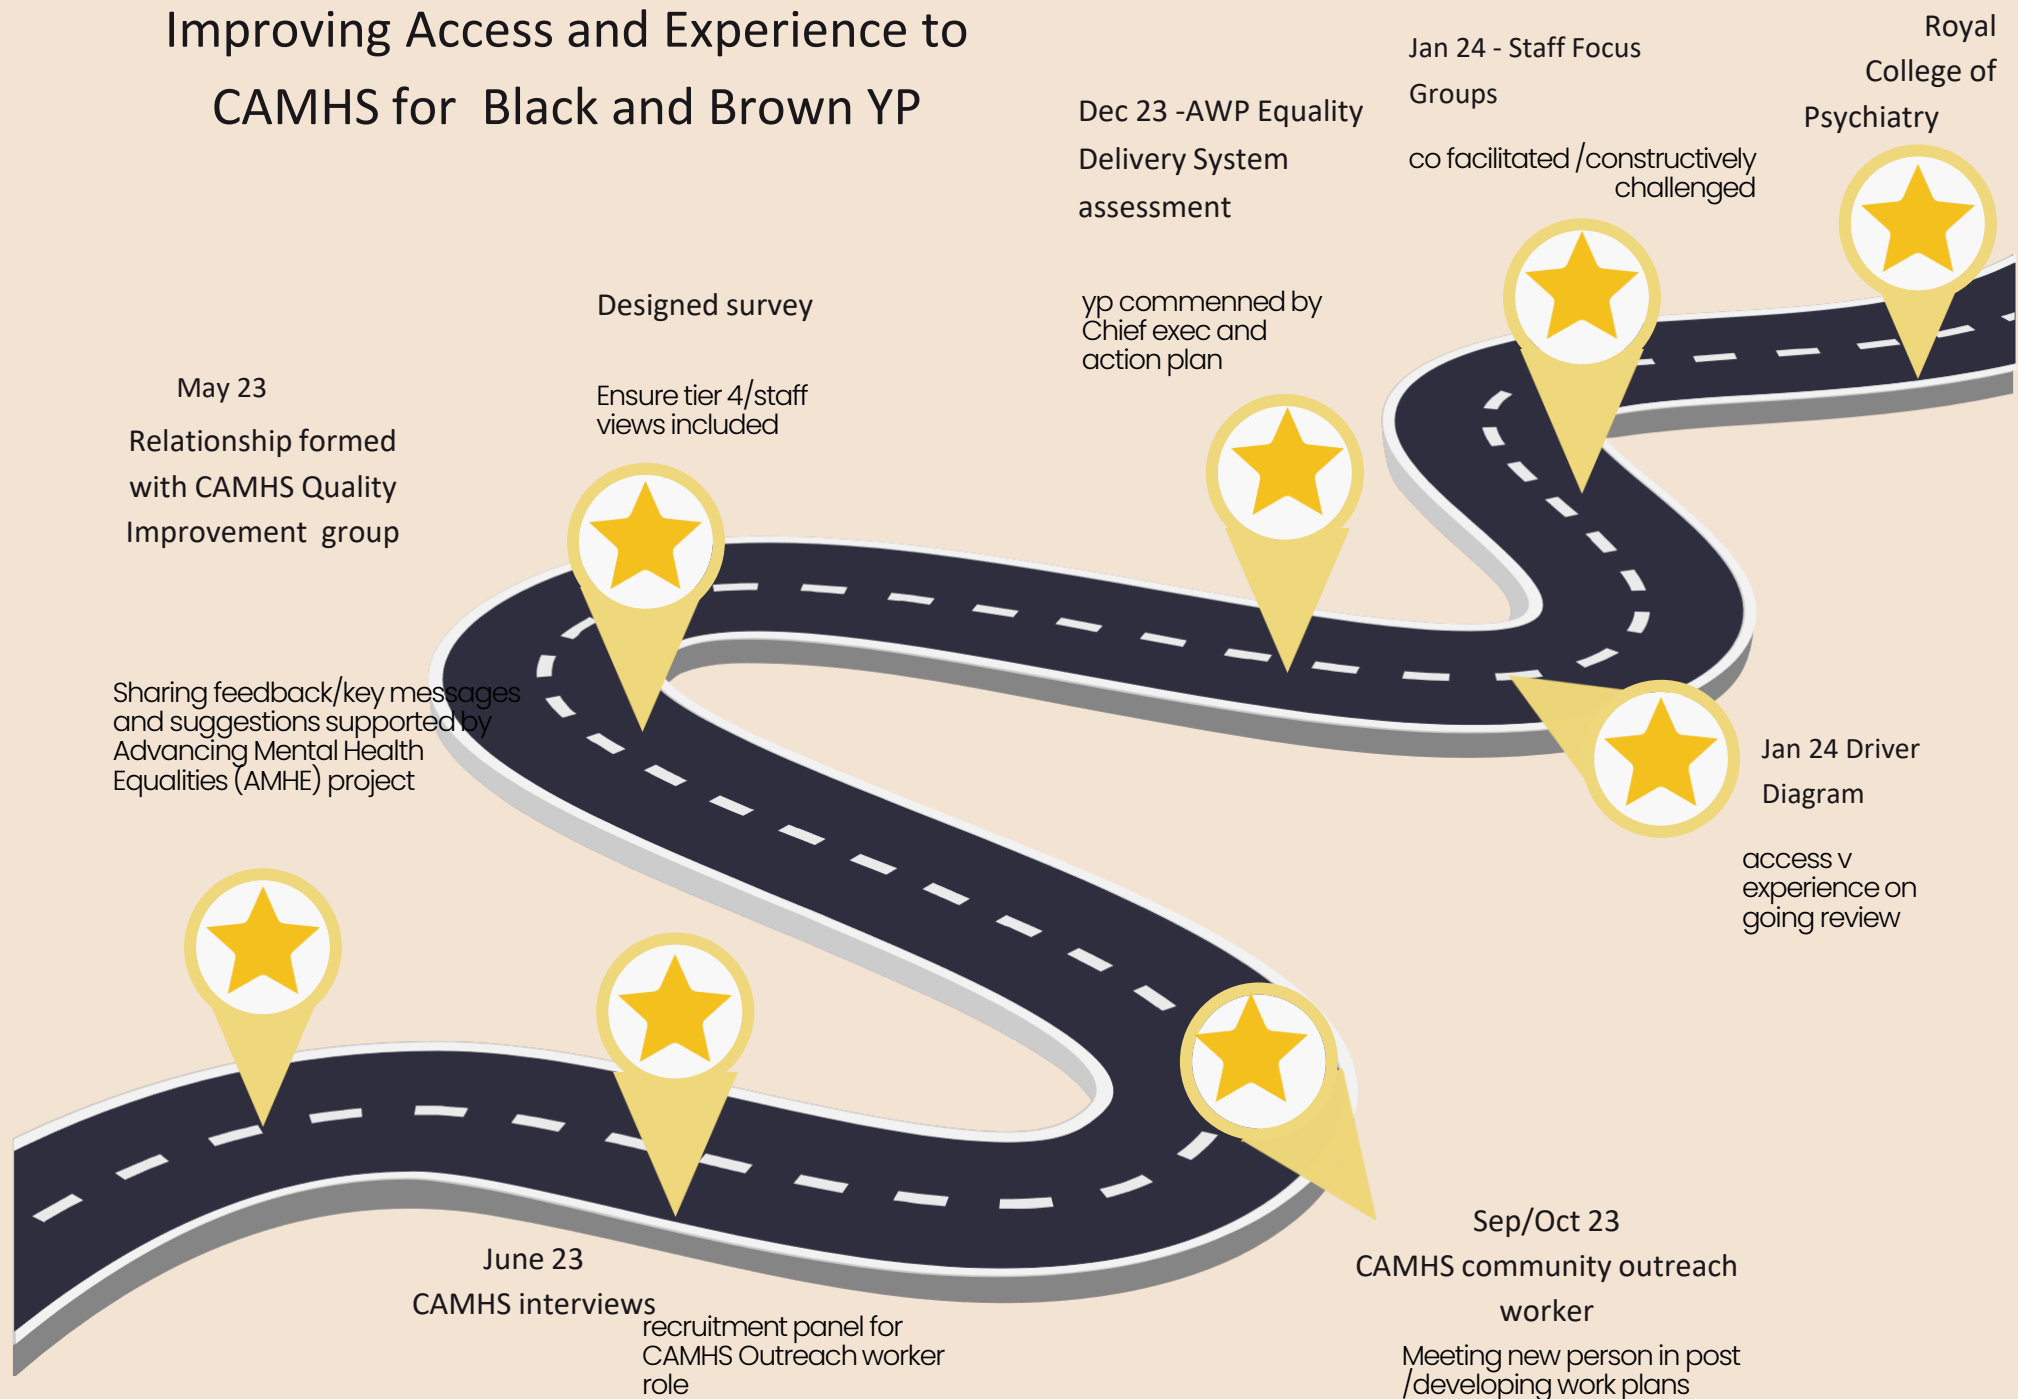 Improving Access and Experience to
CAMHS for Black and Brown YP
May 23
Relationship formed
with CAMHS Quality
Improvement group
Sharing feedback/key messages
and suggestions supported by
Advancing Mental Health
Equalities (AMHE) project
June 23
CAMHS interviews
recruitment panel for
CAMHS Outreach worker
role
Sep/Oct 23
CAMHS community outreach
worker
Meeting new person in post
/developing work plans
Designed survey
Ensure tier 4/staff
views included
Dec 23 -AWP Equality
Delivery System
assessment
yp commenned by
Chief exec and
action plan
Jan 24 Driver
Diagram
access v
experience on
going review
Jan 24 - Staff Focus
Groups
co facilitated /constructively
challenged
Royal
College of
Psychiatry